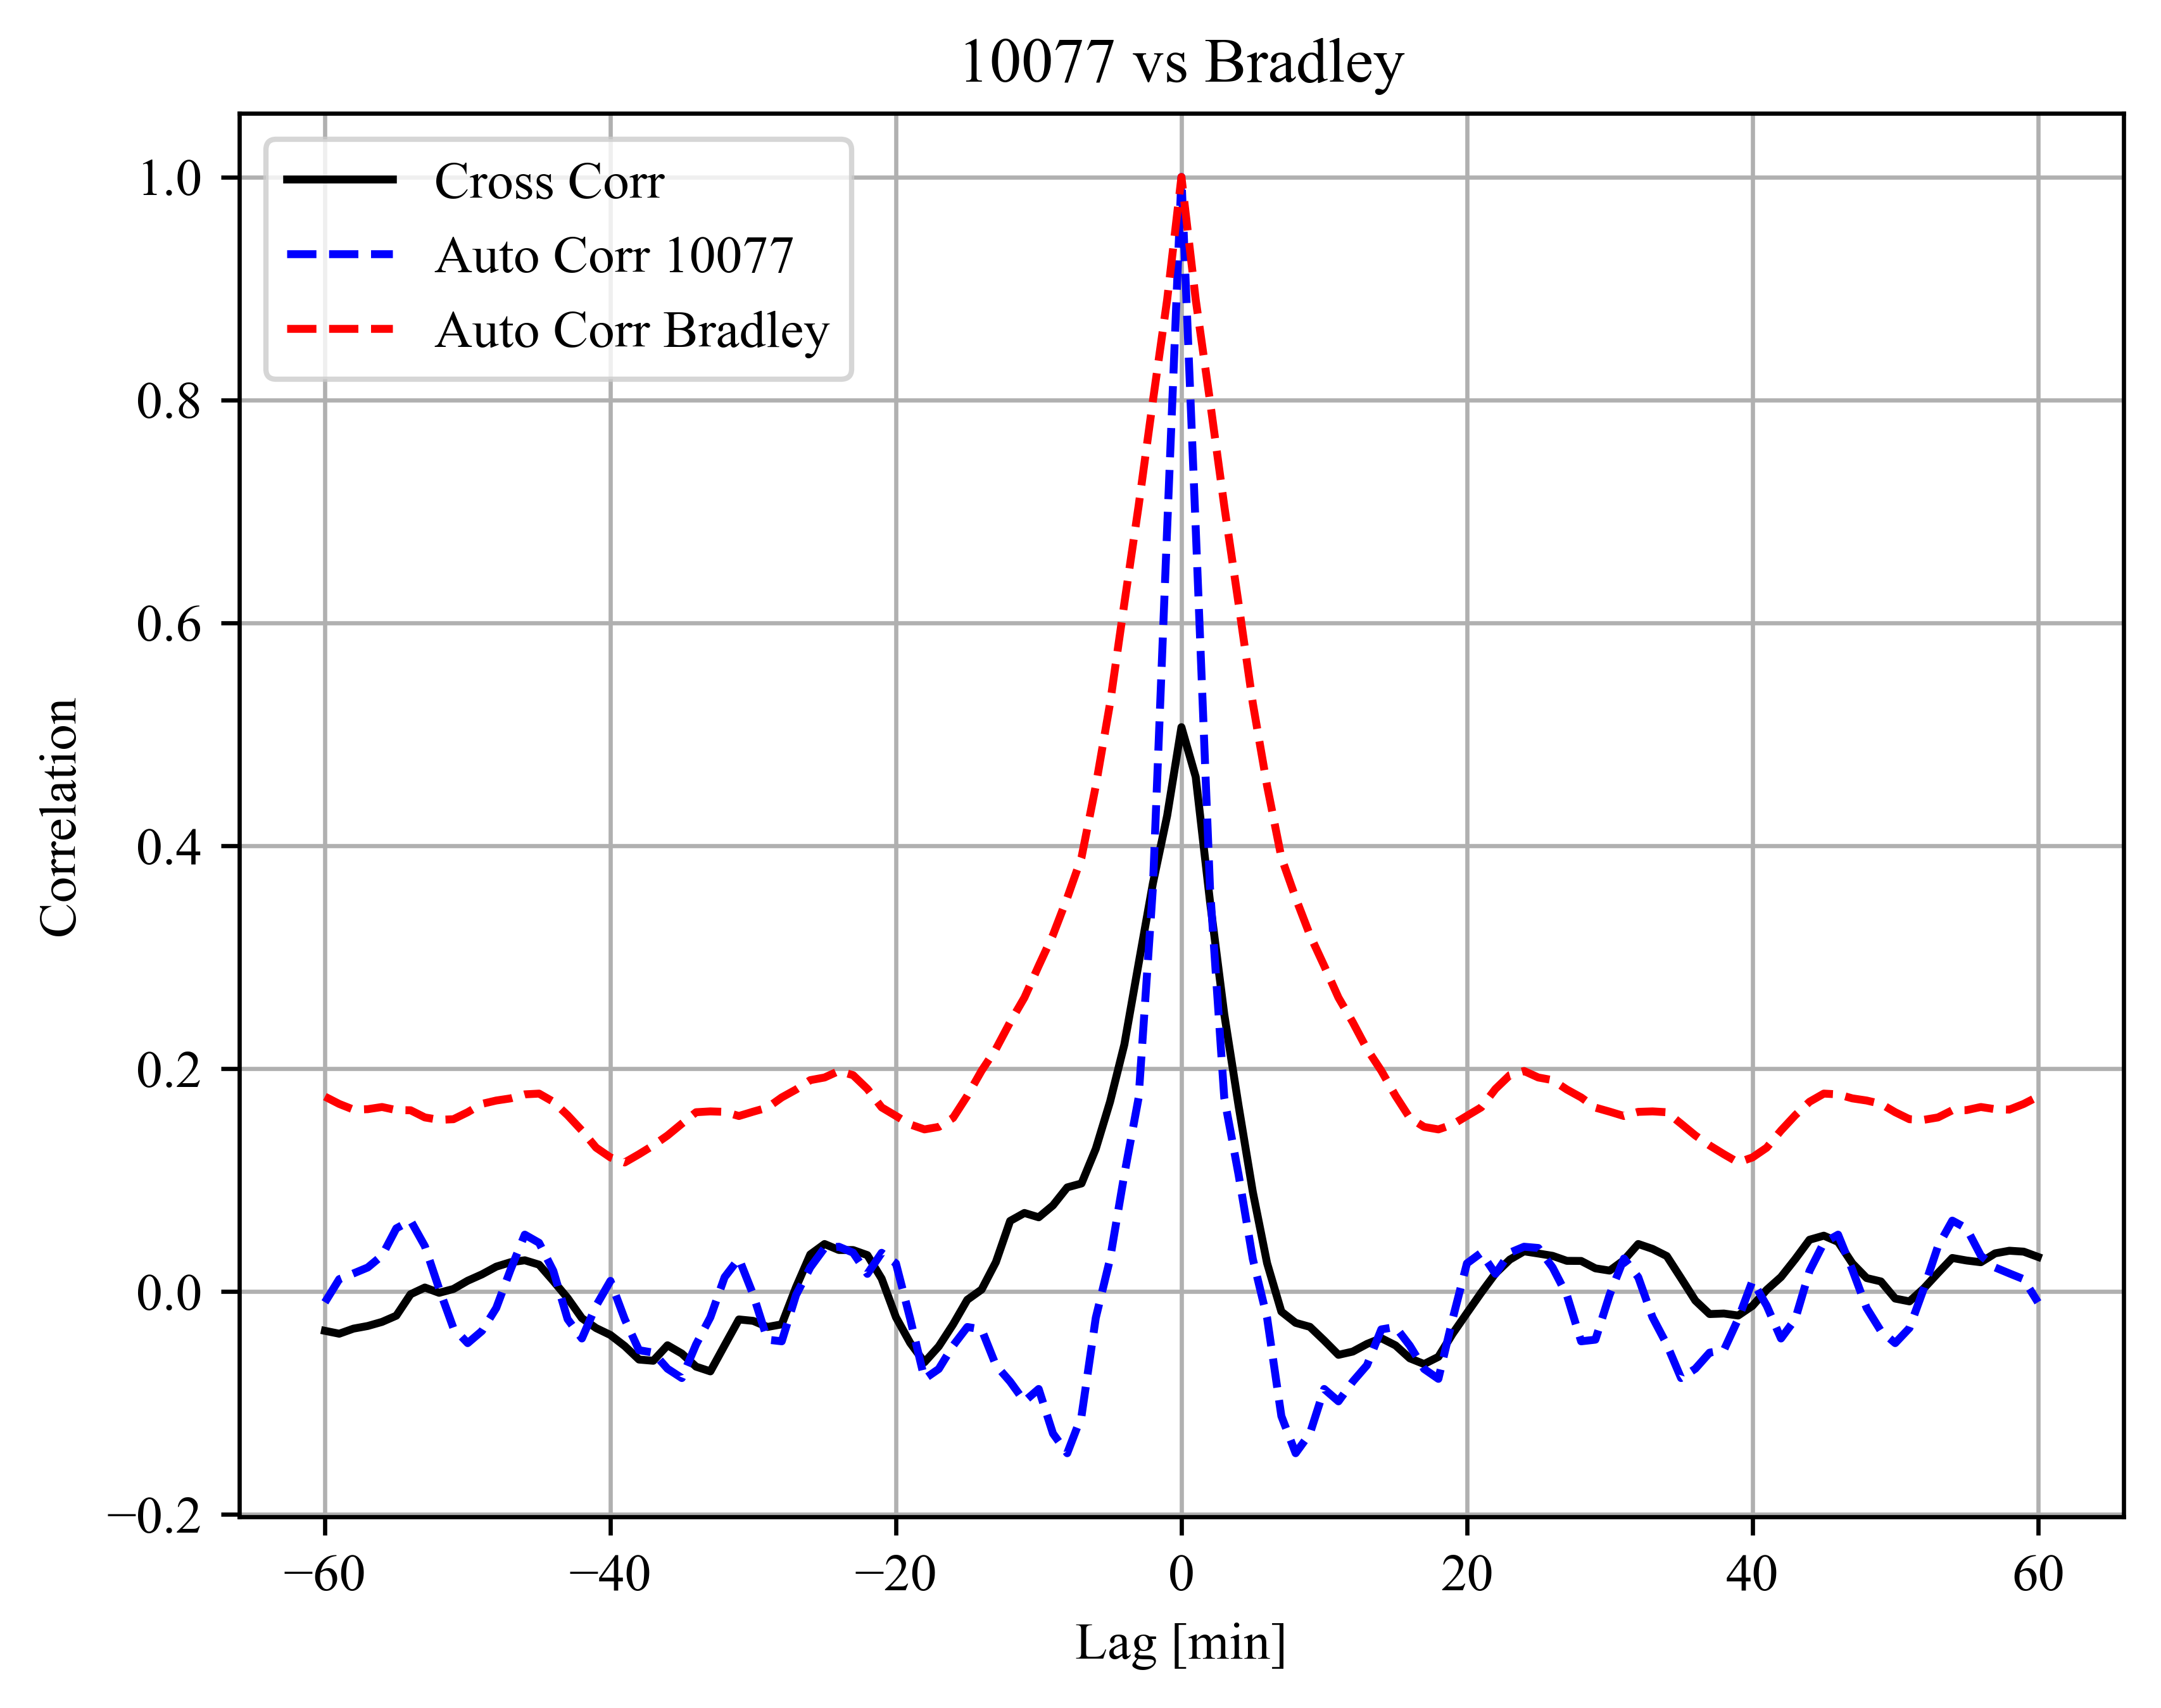 10077 vs Bradley
Cross Corr
Auto Corr 10077
Auto Corr Bradley
1.0
0.8
0.6
0.4
0.2
0.0
−0.2
Correlation
−60
−40
−20
0
20
40
60
Lag [min]